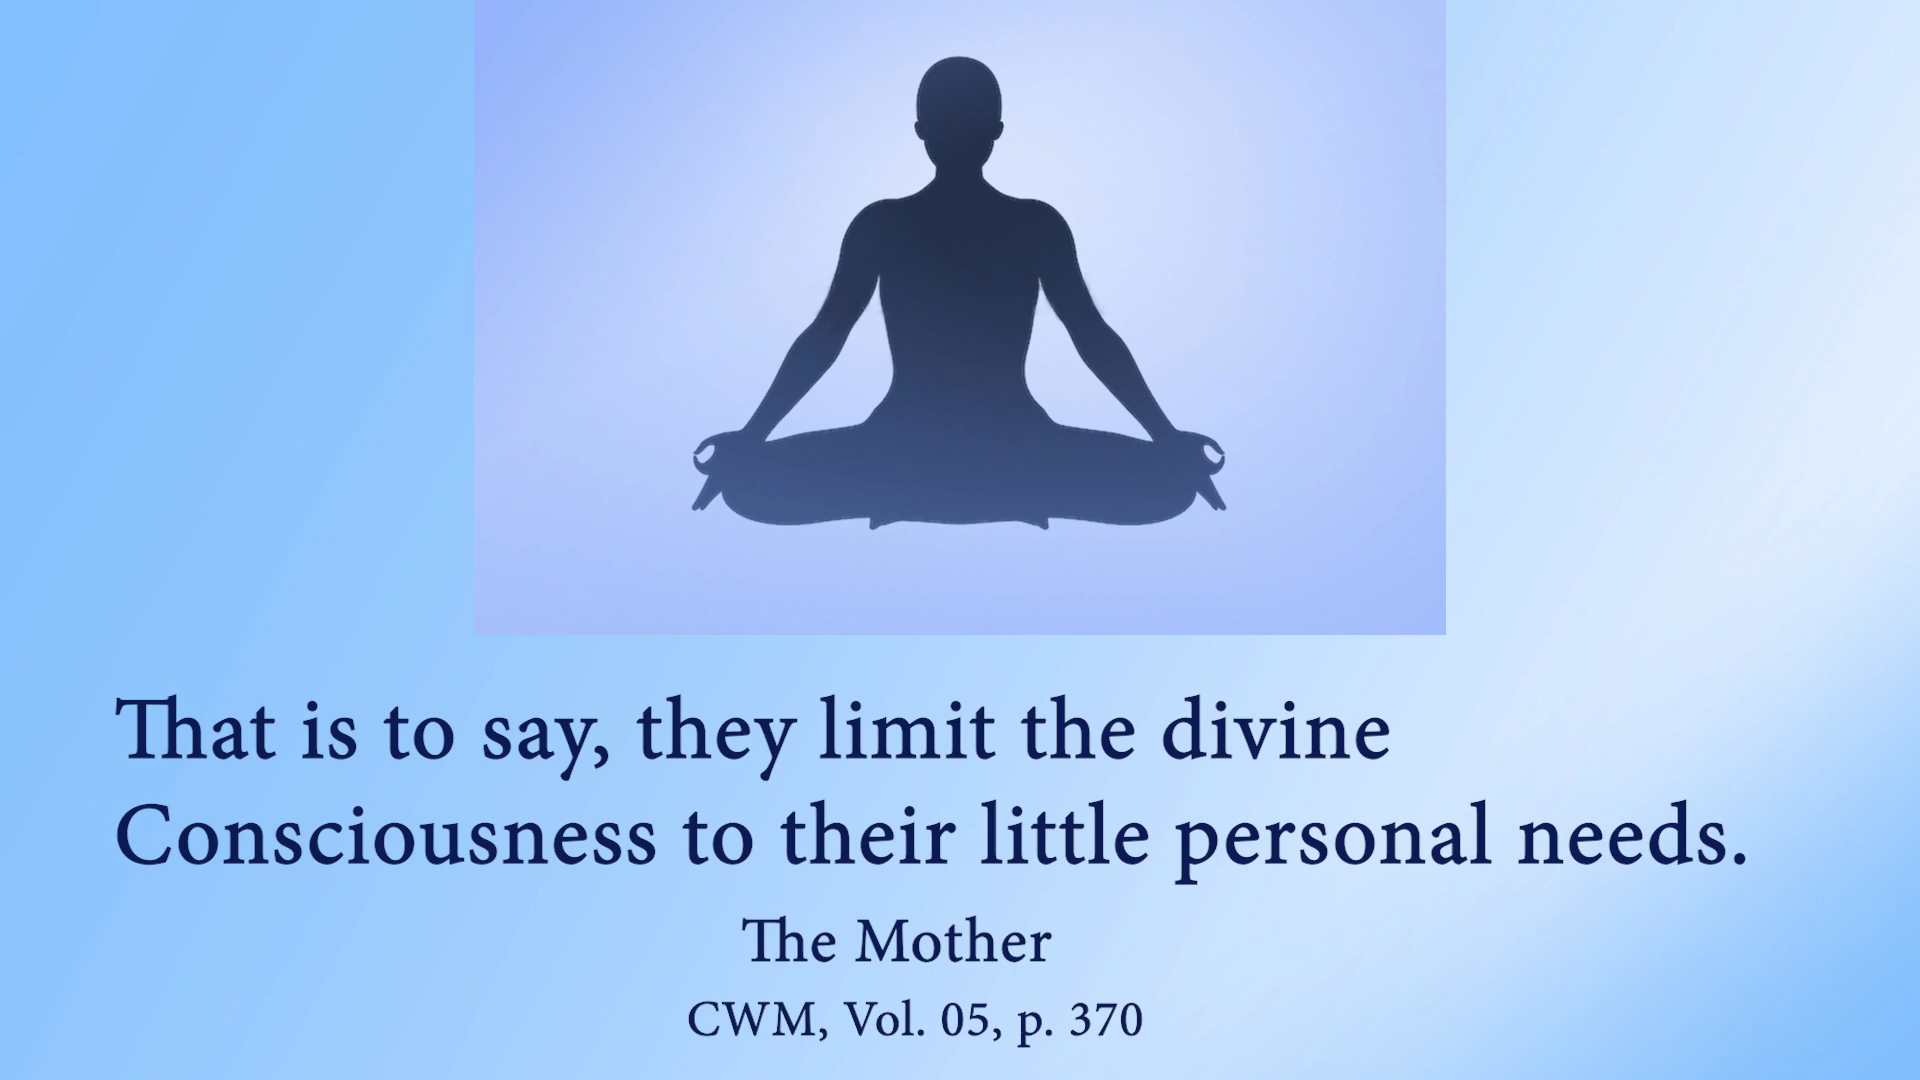 That is to say, they limit the divine
Consciousness to their little personal needs.
The Mother
CWM, Vol. 05, p. 370